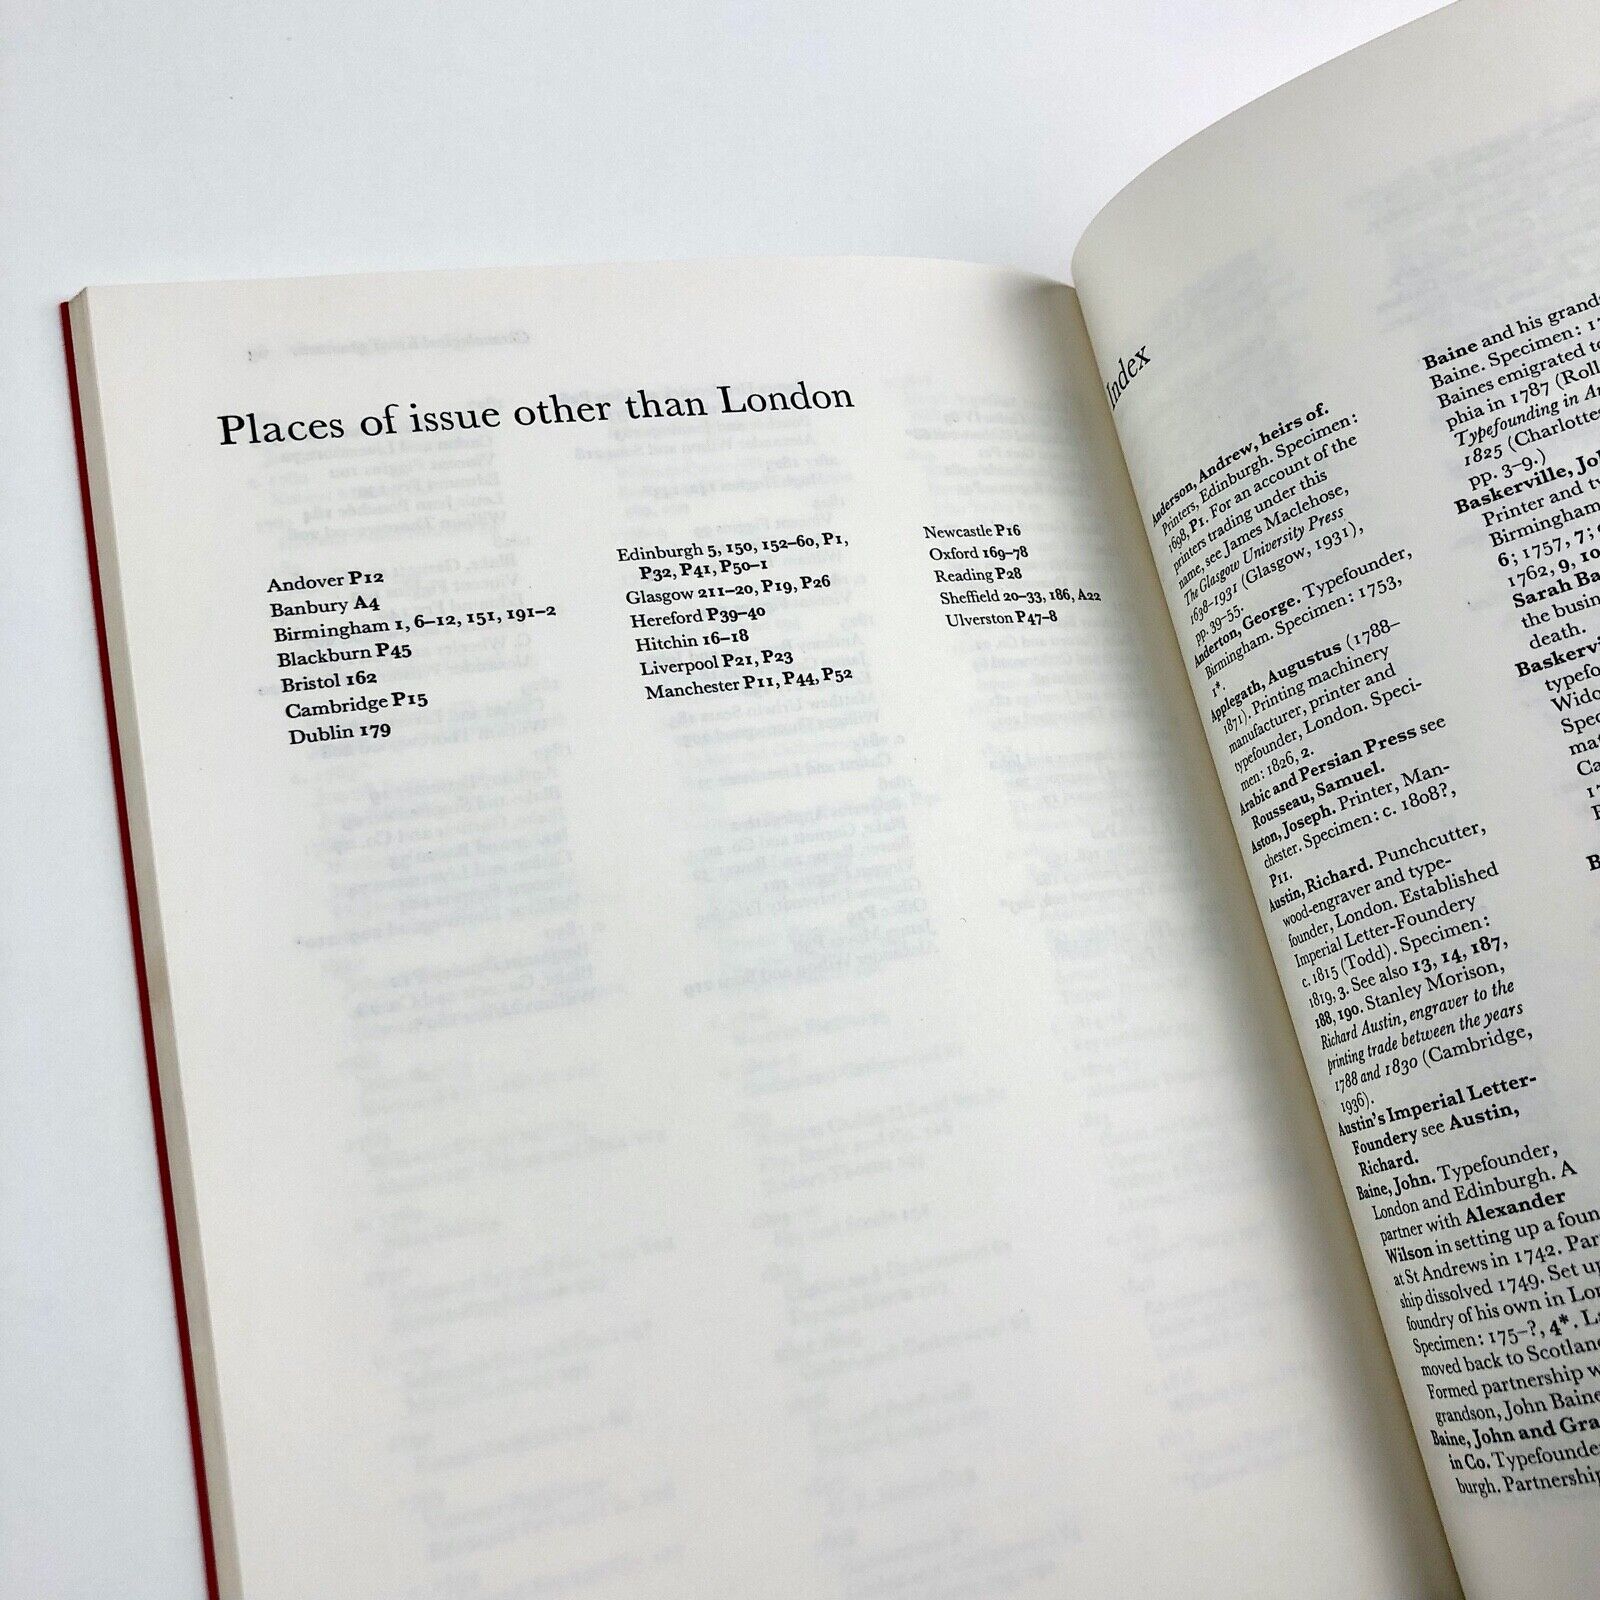 Places of issue other than London
Andover P12
Banbury A4
Birmingham 1, 6–12, 151, 191–2
Blackburn P45
Bristol 162
Cambridge P15
Dublin 179
Edinburgh 5, 150, 152–60, P1,
P32, P41, P50–1
Glasgow 211–20, P19, P26
Hereford P39–40
Hitchin 16–18
Liverpool P21, P23
Manchester P11, P44, P52
Newcastle P16
Oxford 169–78
Reading P28
Sheffield 20–33, 186, A22
Ulverston P47–8
Index
Anderson, Andrew, heirs of.
Printers, Edinburgh. Specimen:
1698, P1. For an account of the
printers trading under this
name, see James Maclehose,
The Glasgow University Press
1638–1931 (Glasgow, 1931),
pp. 39–55.
Anderton, George. Typefounder,
Birmingham. Specimen: 1753,
1*.
Applegath, Augustus (1788–
1871). Printing machinery
manufacturer, printer and
typefounder, London. Speci-
men: 1826, 2.
Arabic and Persian Press see
Rousseau, Samuel.
Aston, Joseph. Printer, Man-
chester. Specimen: c. 1808?,
P11.
Austin, Richard. Punchcutter,
wood-engraver and type-
founder, London. Established
Imperial Letter-Foundery
c. 1815 (Todd). Specimen:
1819, 3. See also 13, 14, 187,
188, 190. Stanley Morison,
Richard Austin, engraver to the
printing trade between the years
1788 and 1830 (Cambridge,
1936).
Austin's Imperial Letter-
Foundery see Austin,
Richard.
Baine, John. Typefounder,
London and Edinburgh. A
partner with Alexander
Wilson in setting up a foun
at St Andrews in 1742. Par
ship dissolved 1749. Set up
foundry of his own in Lon
Specimen: 175–?, 4*. La
moved back to Scotland
Formed partnership w
grandson, John Baine
Baine, John and Gra
in Co. Typefounde
burgh. Partnership
Baine and his grands
Baine. Specimen: 17
Baines emigrated to
phia in 1787 (Roll
Typefounding in Am
1825 (Charlottes
pp. 3–9.)
Baskerville, Joh
Printer and ty
Birmingham
6; 1757, 7;
1762, 9, 10
Sarah Ba
the busin
death.
Baskerville
typefo
Widow
Spec
mat
Ca
17
B